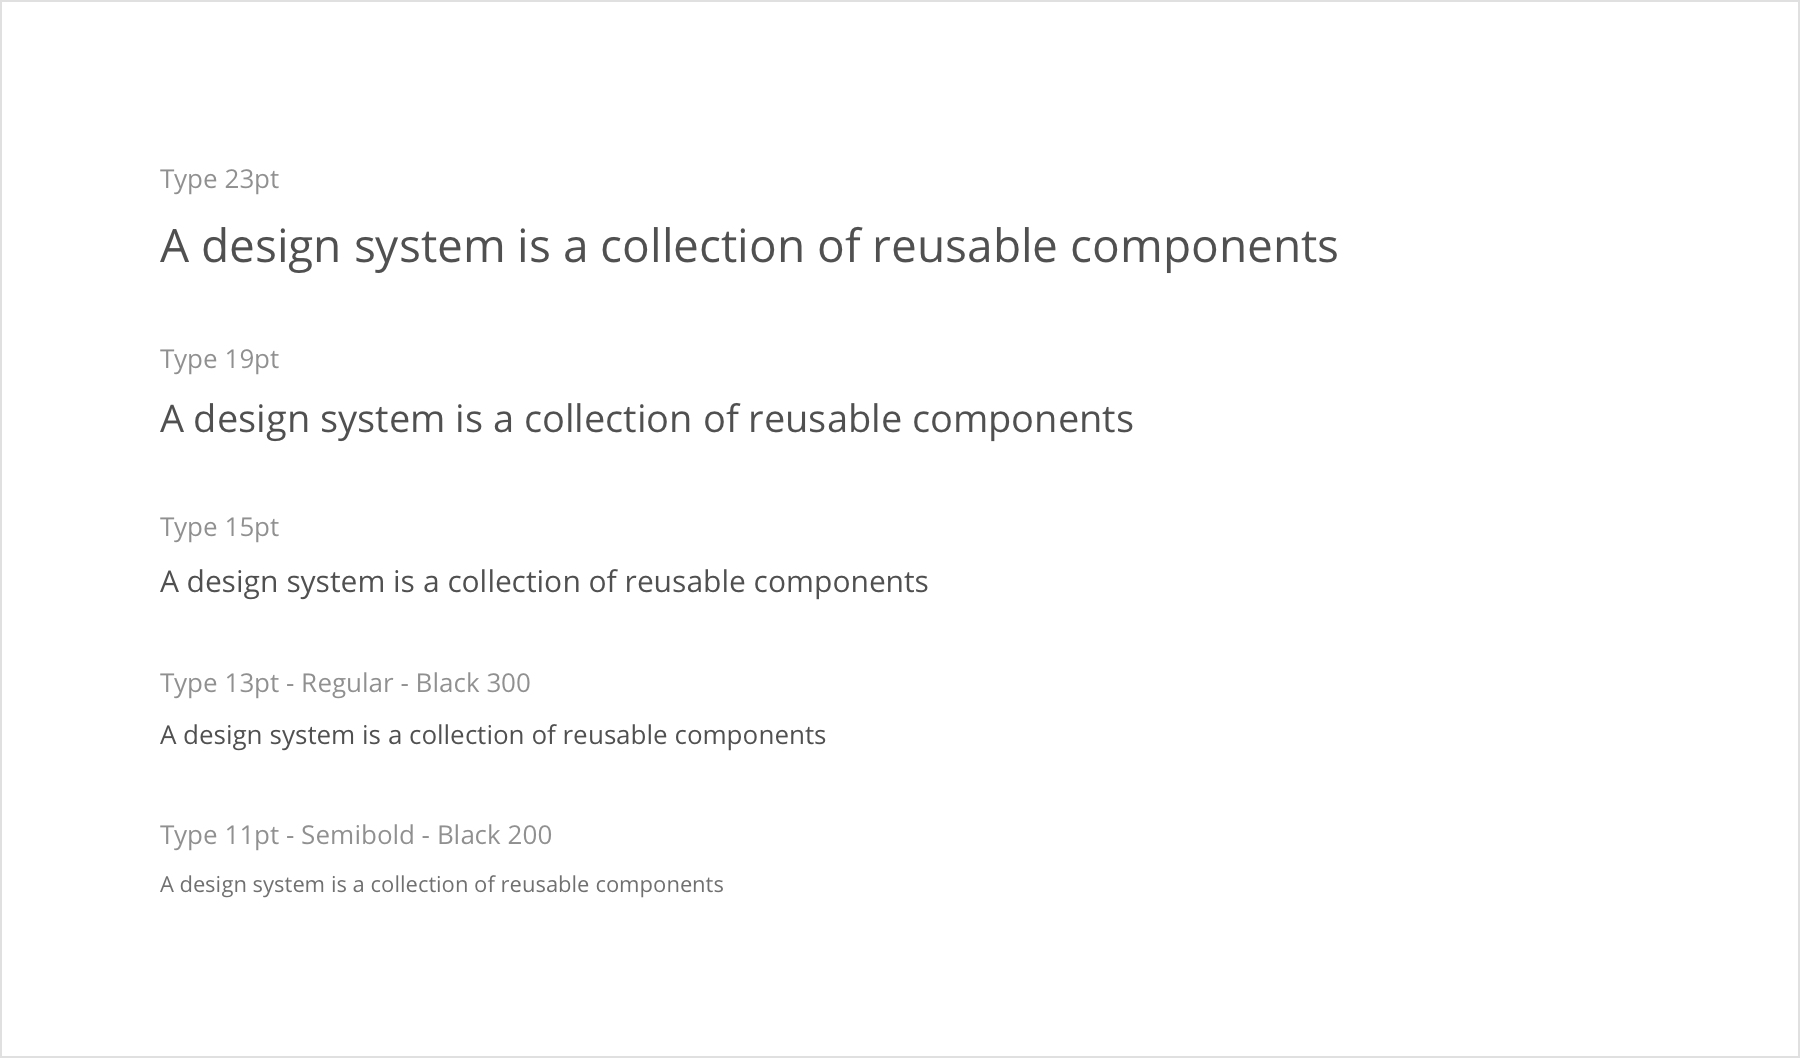 Type 23pt
A design system is a collection of reusable components
Type 19pt
A design system is a collection of reusable components
Type 15pt
A design system is a collection of reusable components
Type 13pt - Regular - Black 300
A design system is a collection of reusable components
Type 11pt - Semibold - Black 200
A design system is a collection of reusable components